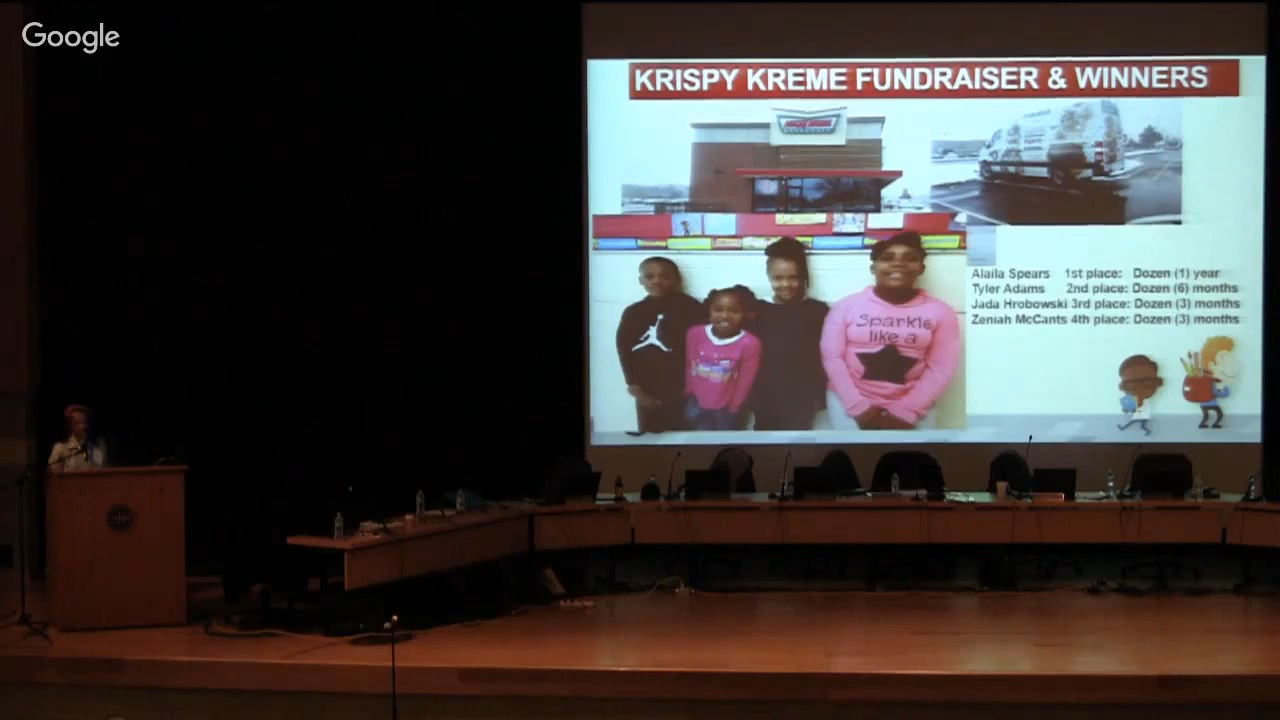 Google
KRISPY KREME FUNDRAISER & WINNERS
Alaila Spears 1st place: Dozen (1) year
Tyler Adams 2nd place: Dozen (6) months
Jada Hrobowski 3rd place: Dozen (3) months
Zeniah McCants 4th place: Dozen (3) months
Sparkle
like a